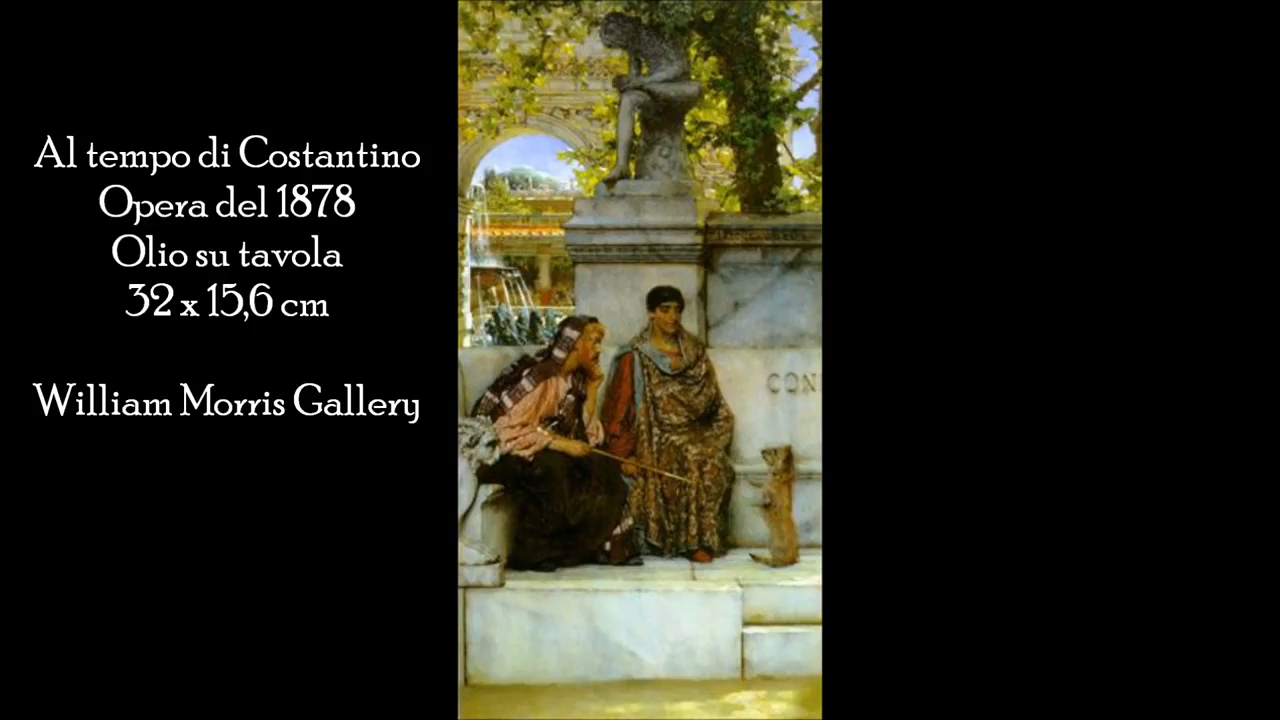 Al tempo di Costantino
Opera del 1878
Olio su tavola
32 x 15,6 cm
William Morris Gallery
CON